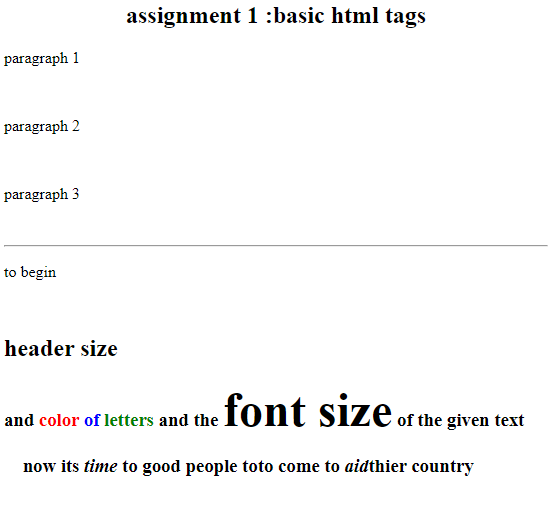 assignment 1 :basic html tags
paragraph 1
paragraph 2
paragraph 3
to begin
header size
and color of letters and the font size of the given text
now its time to good people toto come to aidthier country